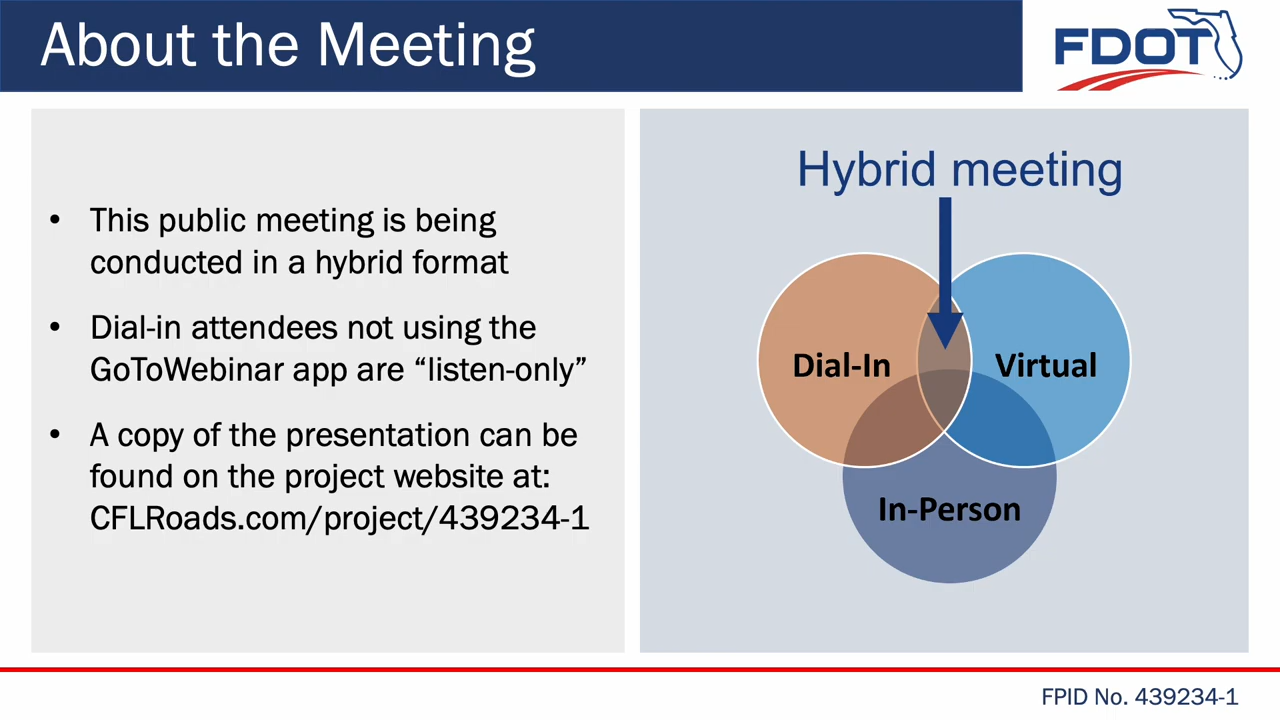 About the Meeting
FDOT
• This public meeting is being
conducted in a hybrid format
• Dial-in attendees not using the
GoToWebinar app are “listen-only”
• A copy of the presentation can be
found on the project website at:
CFLRoads.com/project/439234-1
Hybrid meeting
Dial-In
Virtual
In-Person
FPID No. 439234-1